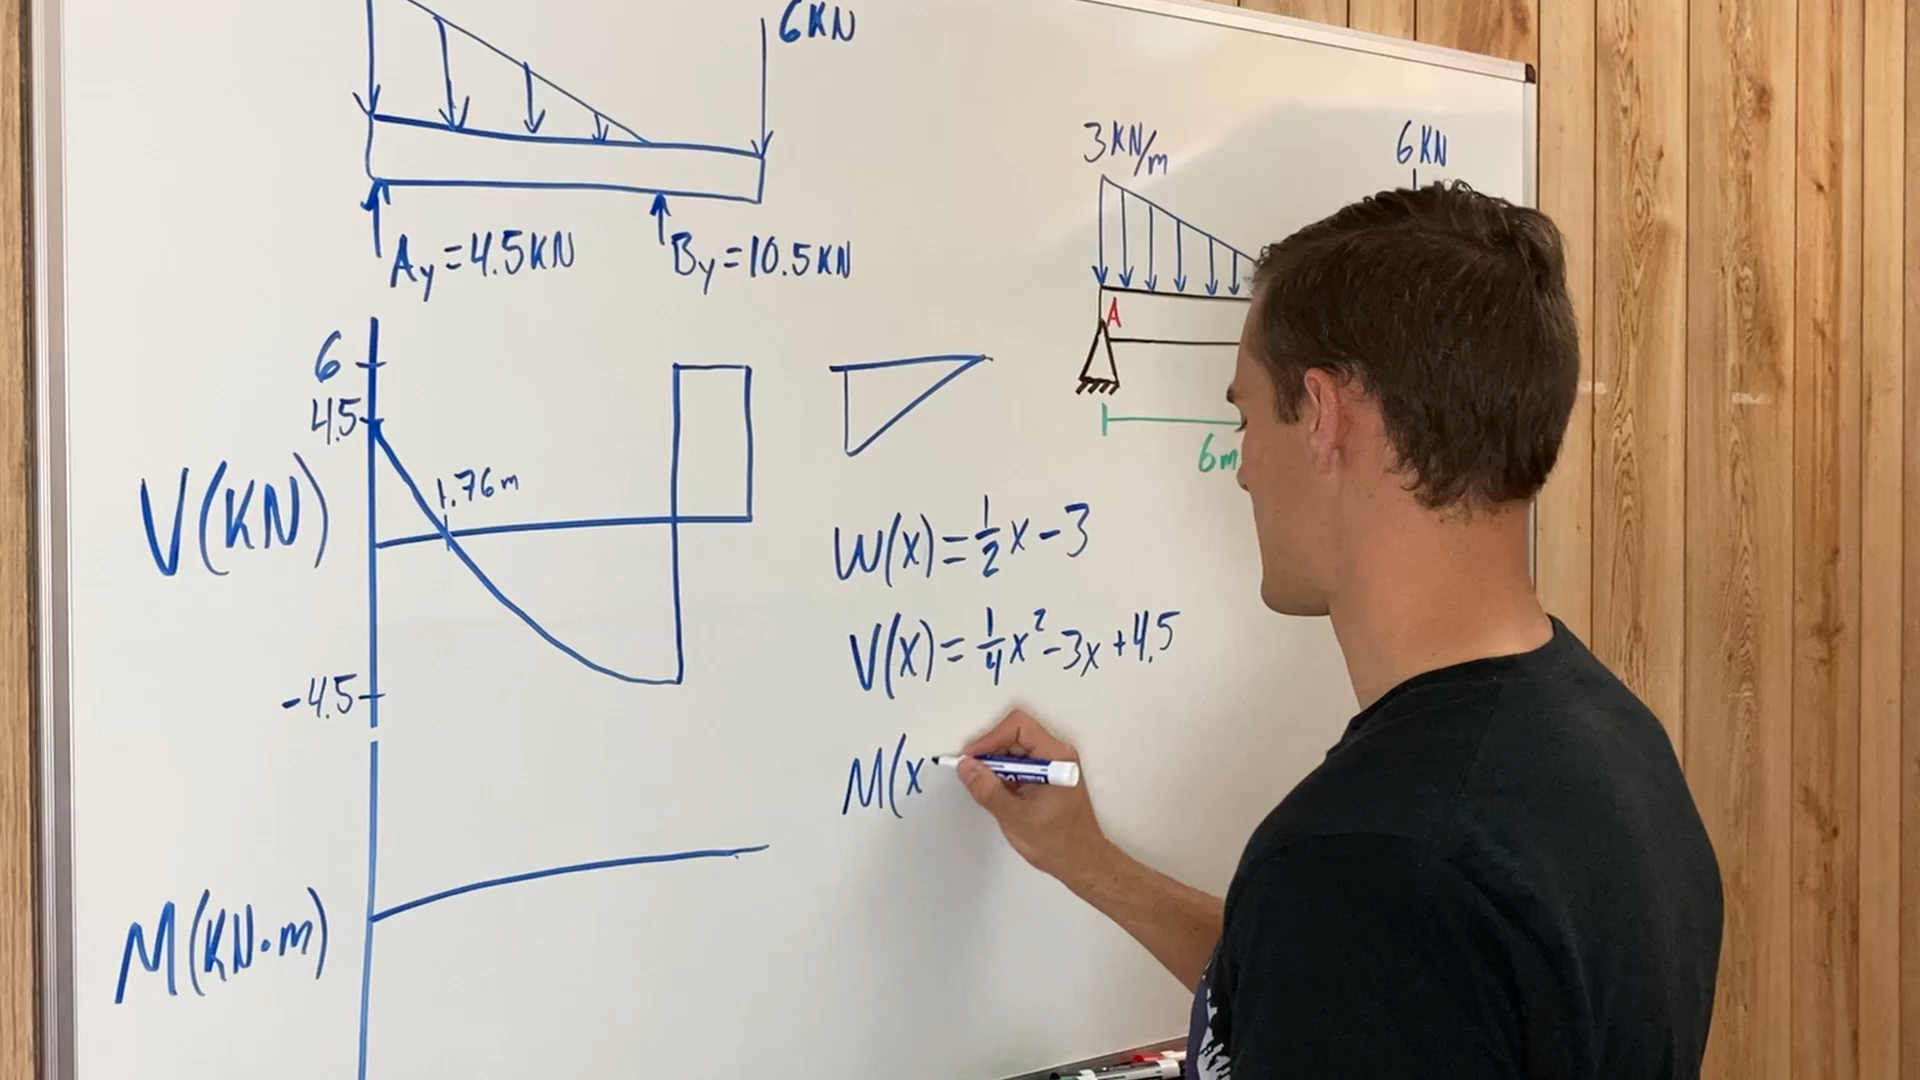 6KN
Ay=4.5KN
By=10.5KN
3KN/m
6KN
A
6m
6
4.5
1.76m
V(KN)
-4.5
W(x)=½x-3
V(x)=¼x²-3x+4.5
M(x
M(KN·m)